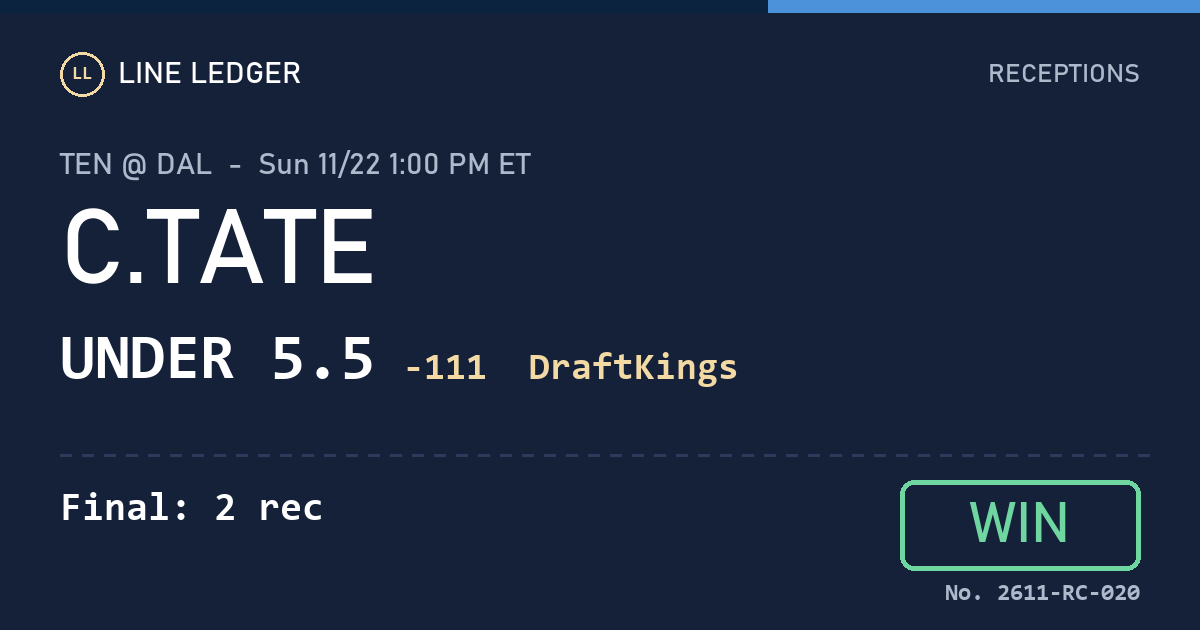 LL LINE LEDGER
RECEPTIONS
TEN @ DAL - Sun 11/22 1:00 PM ET
C.TATE
UNDER 5.5 -111 DraftKings
Final: 2 rec
WIN
No. 2611-RC-020